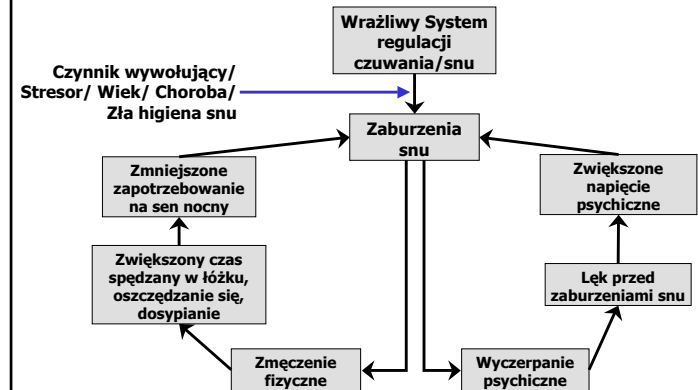 Wrażliwy System
regulacji
czuwania/snu
Czynnik wywołujący/
Stresor/ Wiek/ Choroba/
Zła higiena snu
Zaburzenia
snu
Zmniejszone
zapotrzebowanie
na sen nocny
Zwiększone
napięcie
psychiczne
Zwiększony czas
spędzany w łóżku,
oszczędzanie się,
dosypianie
Lęk przed
zaburzeniami snu
Zmęczenie
fizyczne
Wyczerpanie
psychiczne